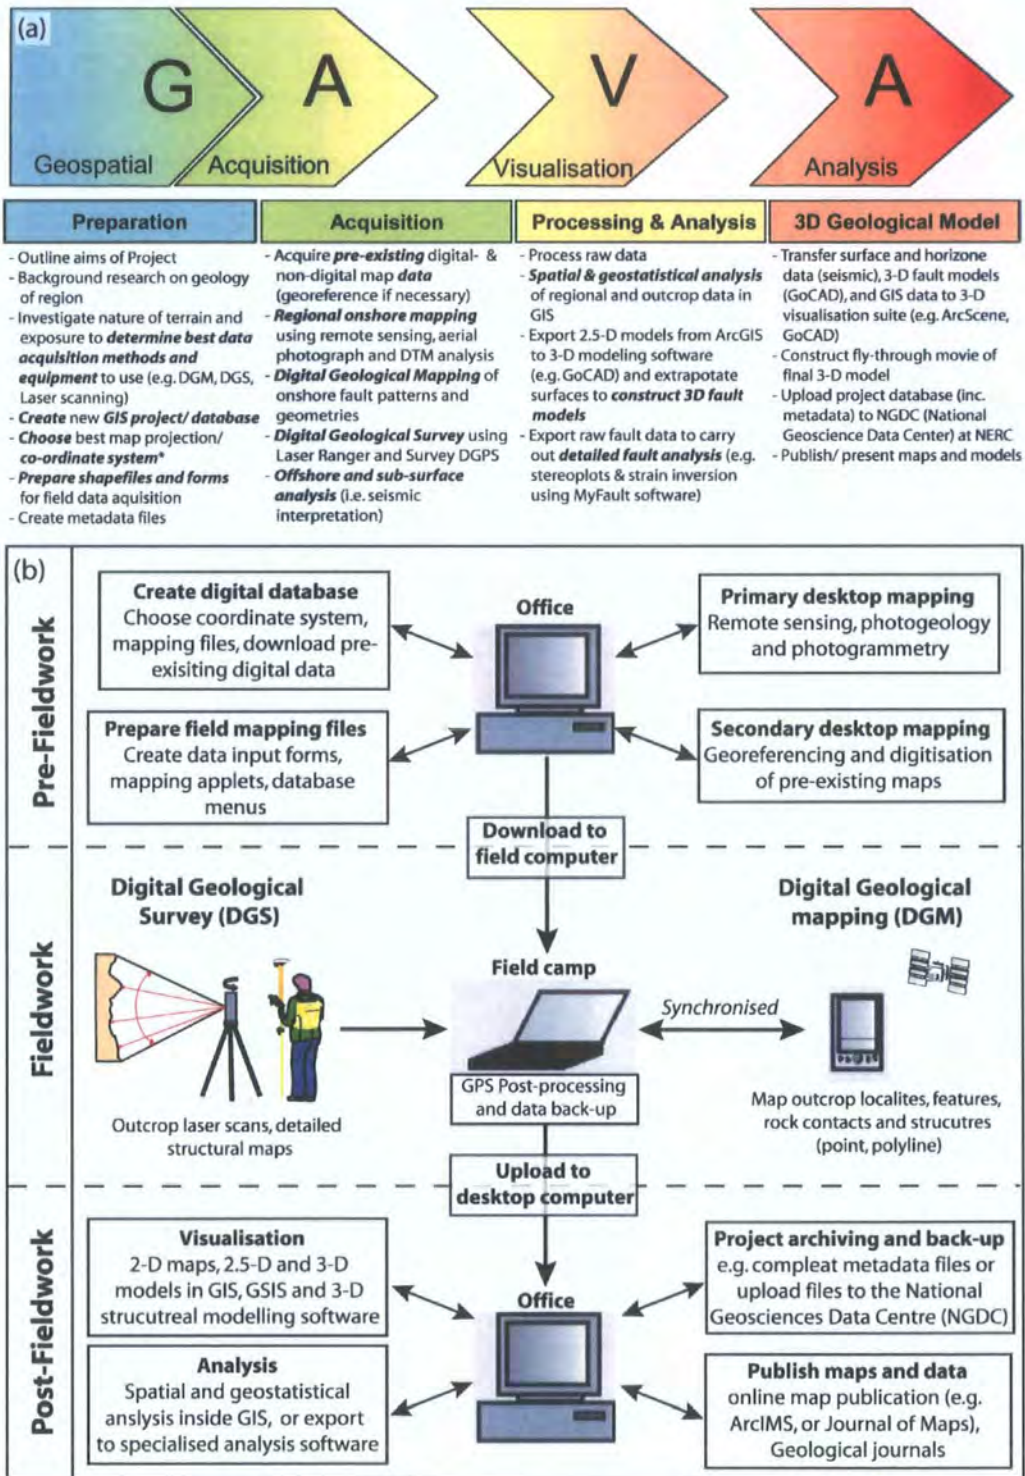 (a)
G
A
V
A
Geospatial
Acquisition
Visualisation
Analysis
Preparation
- Outline aims of Project
- Background research on geology
of region
- Investigate nature of terrain and
exposure to determine best data
acquisition methods and
equipment to use (e.g. DGM, DGS,
Laser scanning)
- Create new GIS project/ database
- Choose best map projection/
co-ordinate system*
- Prepare shapefiles and forms
for field data aquisition
- Create metadata files
Acquisition
- Acquire pre-existing digital- &
non-digital map data
(georeference if necessary)
- Regional onshore mapping
using remote sensing, aerial
photograph and DTM analysis
- Digital Geological Mapping of
onshore fault patterns and
geometries
- Digital Geological Survey using
Laser Ranger and Survey DGPS
- Offshore and sub-surface
analysis (i.e. seismic
interpretation)
Processing & Analysis
- Process raw data
- Spatial & geostatistical analysis
of regional and outcrop data in
GIS
- Export 2.5-D models from ArcGIS
to 3-D modeling software
(e.g. GoCAD) and extrapotate
surfaces to construct 3D fault
models
- Export raw fault data to carry
out detailed fault analysis (e.g.
stereoplots & strain inversion
using MyFault software)
3D Geological Model
- Transfer surface and horizone
data (seismic), 3-D fault models
(GoCAD), and GIS data to 3-D
visualisation suite (e.g. ArcScene,
GoCAD)
- Construct fly-through movie of
final 3-D model
- Upload project database (inc.
metadata) to NGDC (National
Geoscience Data Center) at NERC
- Publish/ present maps and models
(b)
Pre-Fieldwork
Create digital database
Choose coordinate system,
mapping files, download pre-
exisiting digital data
Office
Primary desktop mapping
Remote sensing, photogeology
and photogrammetry
Prepare field mapping files
Create data input forms,
mapping applets, database
menus
Secondary desktop mapping
Georeferencing and digitisation
of pre-existing maps
Download to
field computer
Fieldwork
Digital Geological
Survey (DGS)
Outcrop laser scans, detailed
structural maps
Field camp
GPS Post-processing
and data back-up
Synchronised
Digital Geological
mapping (DGM)
Map outcrop localites, features,
rock contacts and strucutres
(point, polyline)
Upload to
desktop computer
Post-Fieldwork
Visualisation
2-D maps, 2.5-D and 3-D
models in GIS, GSIS and 3-D
strucutreal modelling software
Office
Project archiving and back-up
e.g. compleat metadata files or
upload files to the National
Geosciences Data Centre (NGDC)
Analysis
Spatial and geostatistical
anslysis inside GIS, or export
to specialised analysis software
Publish maps and data
online map publication (e.g.
ArcIMS, or Journal of Maps),
Geological journals